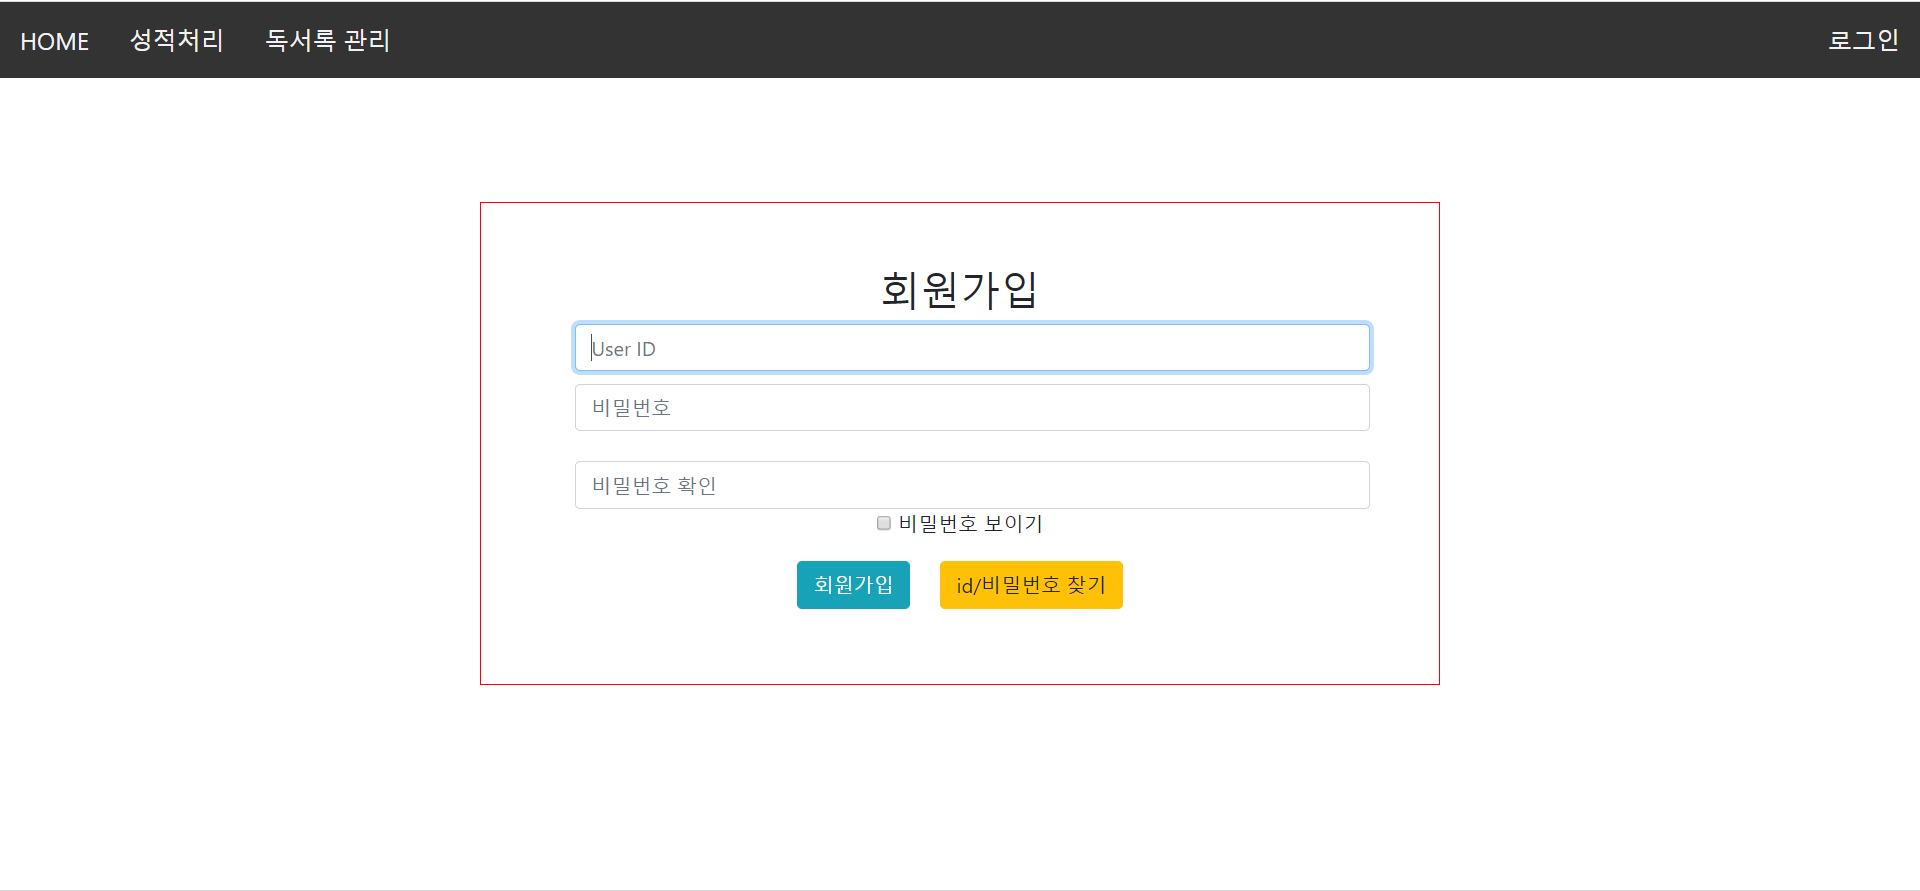 HOME 성적처리 독서록 관리 로그인
회원가입
User ID
비밀번호
비밀번호 확인
비밀번호 보이기
회원가입 id/비밀번호 찾기